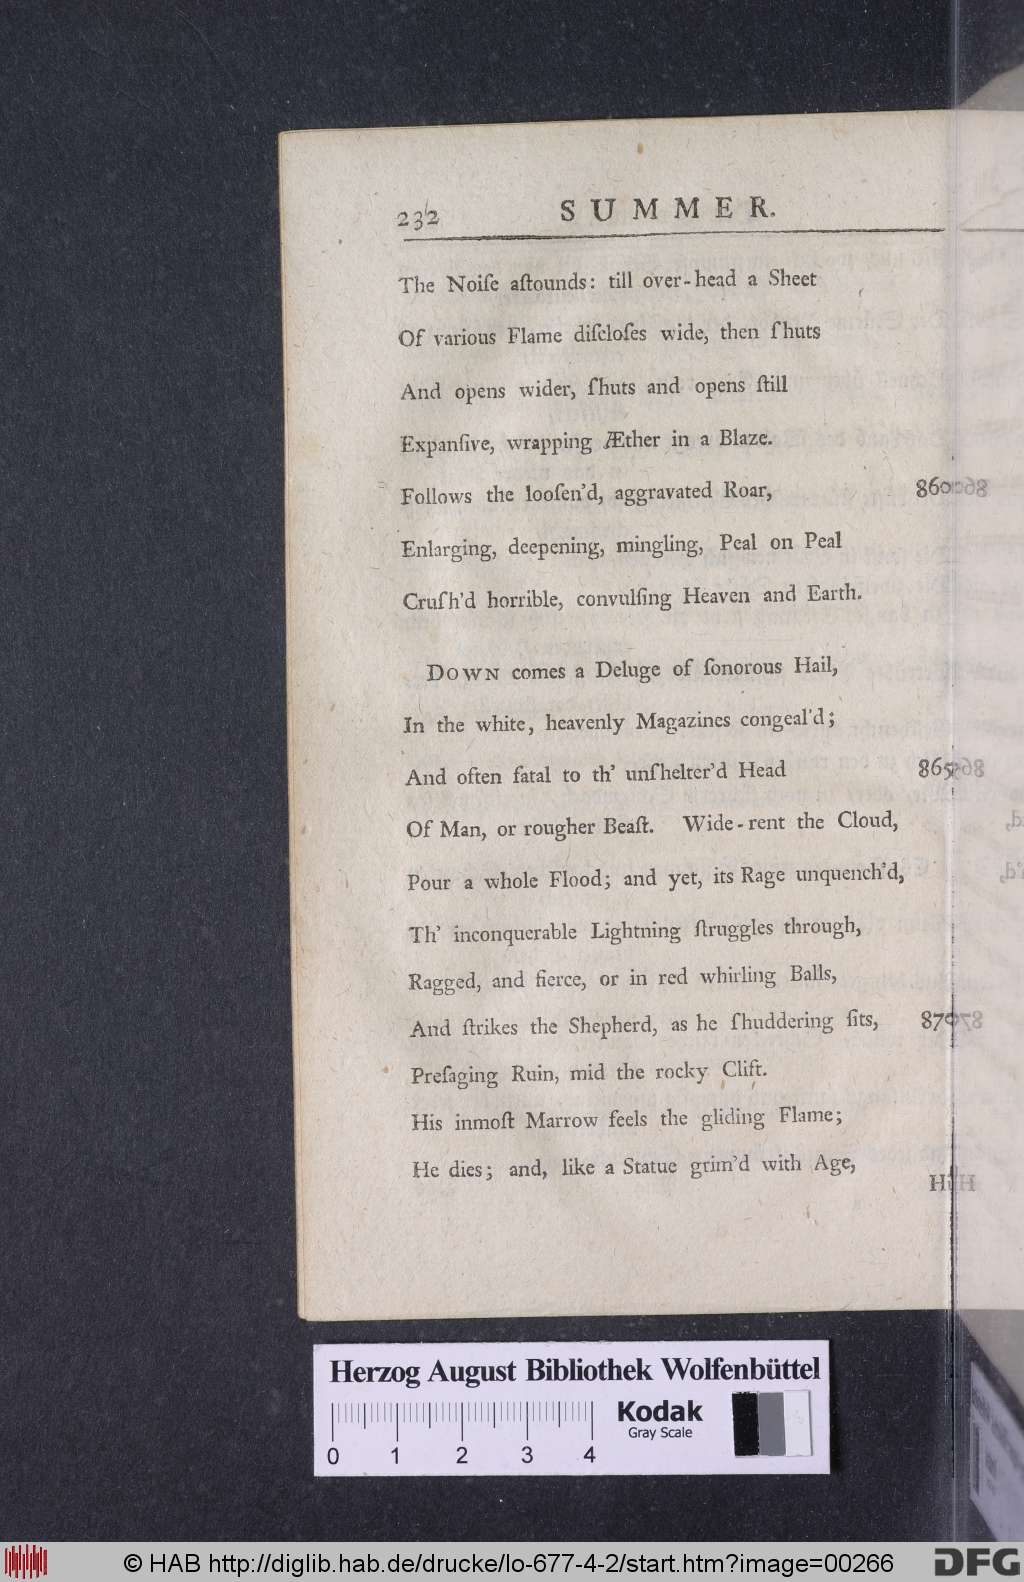 232 SUMMER.
The Noiſe aſtounds: till over-head a Sheet
Of various Flame diſcloſes wide, then ſhuts
And opens wider, ſhuts and opens ſtill
Expanſive, wrapping Æther in a Blaze.
Follows the looſen'd, aggravated Roar, 860
Enlarging, deepening, mingling, Peal on Peal
Cruſh'd horrible, convulſing Heaven and Earth.
DOWN comes a Deluge of ſonorous Hail,
In the white, heavenly Magazines congeal'd;
And often fatal to th' unſhelter'd Head 865
Of Man, or rougher Beaſt. Wide-rent the Cloud,
Pour a whole Flood; and yet, its Rage unquench'd,
Th' inconquerable Lightning ſtruggles through,
Ragged, and fierce, or in red whirling Balls,
And ſtrikes the Shepherd, as he ſhuddering ſits, 870
Preſaging Ruin, mid the rocky Clift.
His inmoſt Marrow feels the gliding Flame;
He dies; and, like a Statue grim'd with Age,
Herzog August Bibliothek Wolfenbüttel
Kodak
Gray Scale
0 1 2 3 4
© HAB http://diglib.hab.de/drucke/lo-677-4-2/start.htm?image=00266 DFG